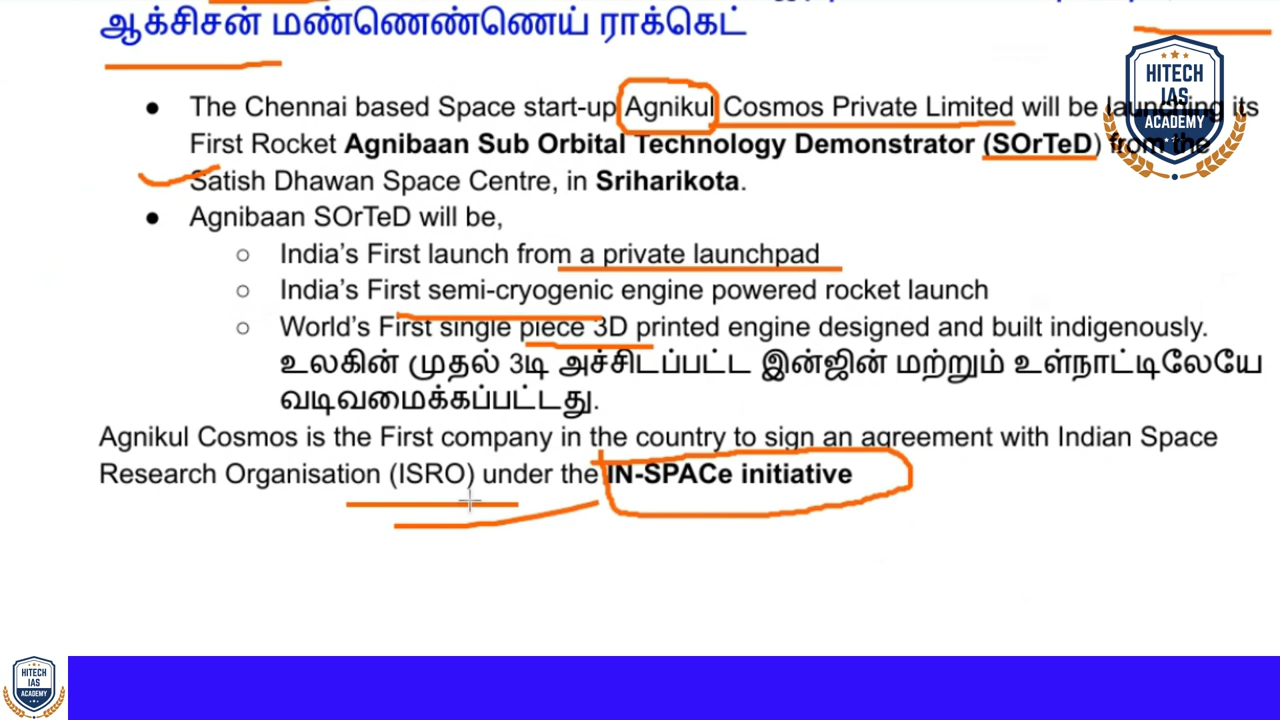 ஆக்சிசன் மண்ணெண்ணெய் ராக்கெட்
HITECH
IAS
ACADEMY
● The Chennai based Space start-up Agnikul Cosmos Private Limited will be launching its
First Rocket Agnibaan Sub Orbital Technology Demonstrator (SOrTeD) from the
Satish Dhawan Space Centre, in Sriharikota.
● Agnibaan SOrTeD will be,
○ India's First launch from a private launchpad
○ India's First semi-cryogenic engine powered rocket launch
○ World's First single piece 3D printed engine designed and built indigenously.
உலகின் முதல் 3டி அச்சிடப்பட்ட இன்ஜின் மற்றும் உள்நாட்டிலேயே
வடிவமைக்கப்பட்டது.
Agnikul Cosmos is the First company in the country to sign an agreement with Indian Space
Research Organisation (ISRO) under the IN-SPACe initiative
HITECH
IAS
ACADEMY